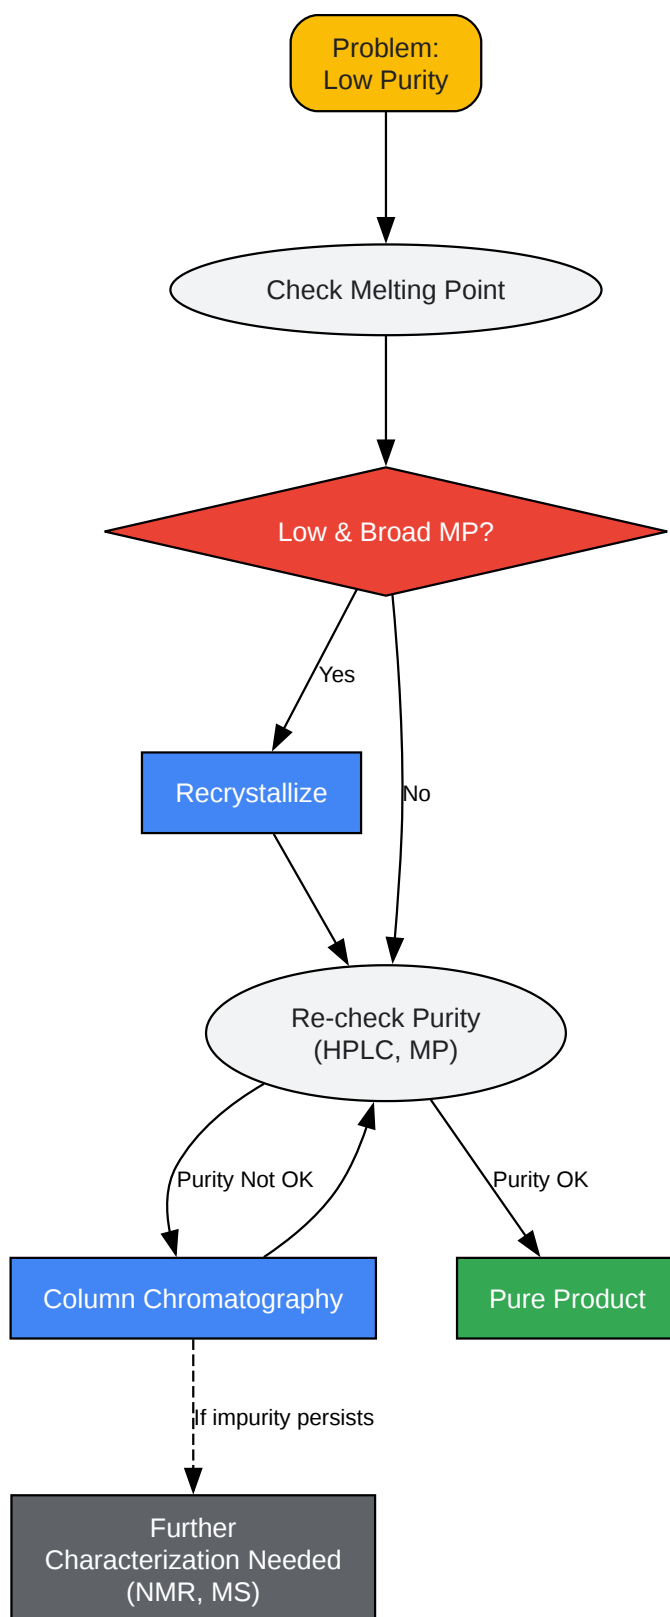 Problem:
Low Purity
Check Melting Point
Low & Broad MP?
Yes
Recrystallize
No
Re-check Purity
(HPLC, MP)
Purity Not OK
Purity OK
Column Chromatography
Pure Product
If impurity persists
Further
Characterization Needed
(NMR, MS)